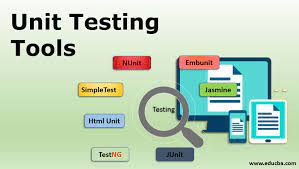 Unit Testing
Tools
NUnit
Embunit
SimpleTest
Jasmine
Testing
Html Unit
TestNG
JUnit
www.educba.com